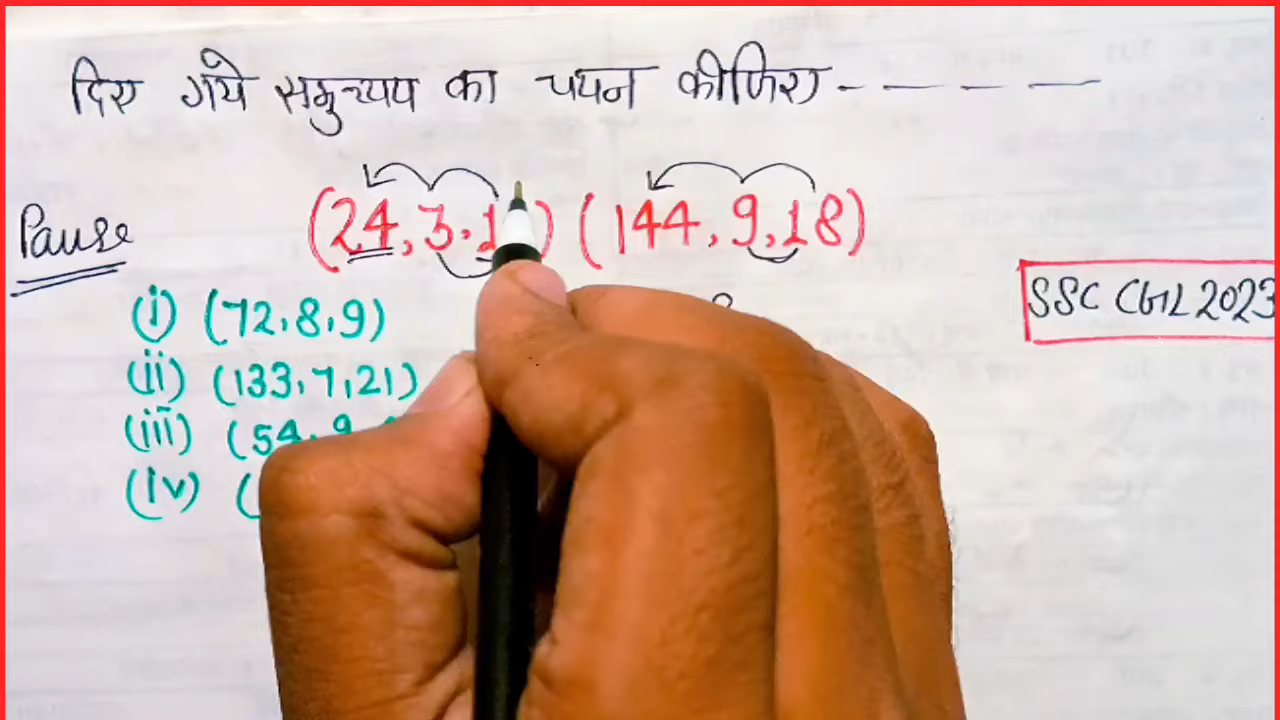 दिए गये समुच्चय का चयन कीजिए - - - - -
(24, 3, 1 ) (144, 9, 18)
Pause
SSC CGL 2023
(i) (72, 8, 9)
(ii) (133, 7, 21)
(iii) (54, 9,
(iv) (